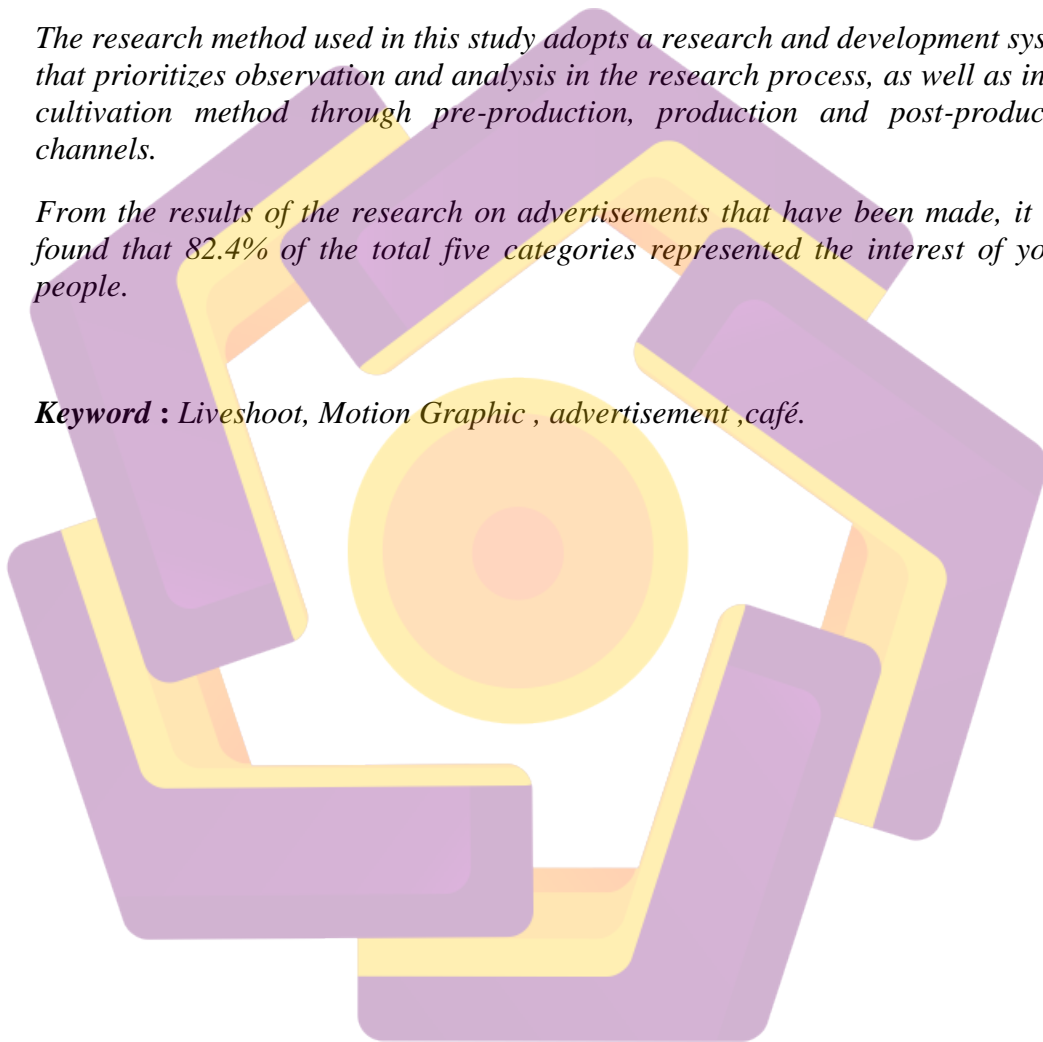 The research method used in this study adopts a research and development sys
that prioritizes observation and analysis in the research process, as well as in
cultivation method through pre-production, production and post-produc
channels.
From the results of the research on advertisements that have been made, it
found that 82.4% of the total five categories represented the interest of yo
people.
Keyword : Liveshoot, Motion Graphic , advertisement ,café.